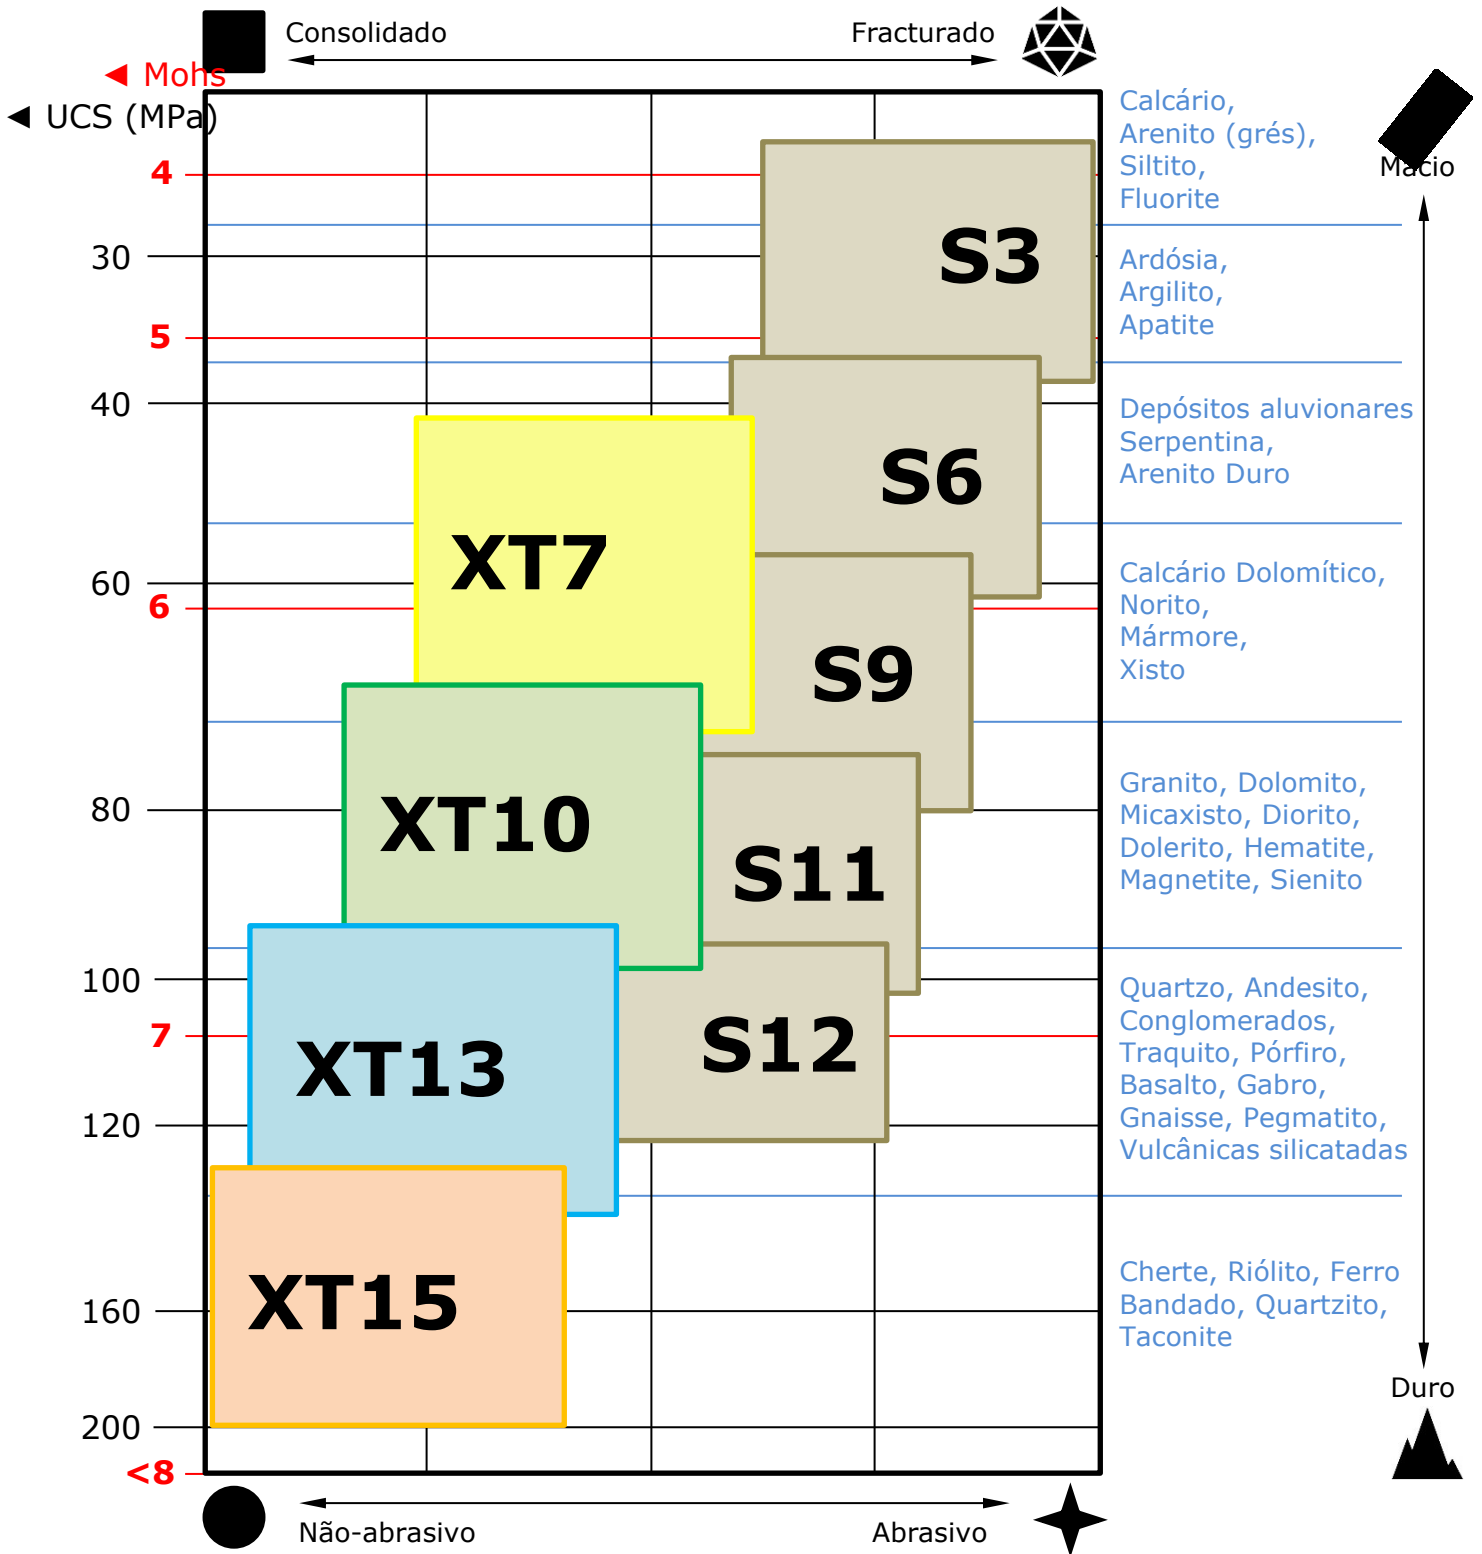 Consolidado
Fracturado
◄ Mohs
◄ UCS (MPa)
Calcário,
Arenito (grés),
Siltito,
Fluorite
Macio
4
S3
30
Ardósia,
Argilito,
Apatite
5
40
Depósitos aluvionares
Serpentina,
Arenito Duro
S6
XT7
60
6
Calcário Dolomítico,
Norito,
Mármore,
Xisto
S9
80
XT10
Granito, Dolomito,
Micaxisto, Diorito,
Dolerito, Hematite,
Magnetite, Sienito
S11
100
7
XT13
S12
Quartzo, Andesito,
Conglomerados,
Traquito, Pórfiro,
Basalto, Gabro,
Gnaisse, Pegmatito,
Vulcânicas silicatadas
120
XT15
160
Cherte, Riólito, Ferro
Bandado, Quartzito,
Taconite
Duro
200
<8
Não-abrasivo
Abrasivo